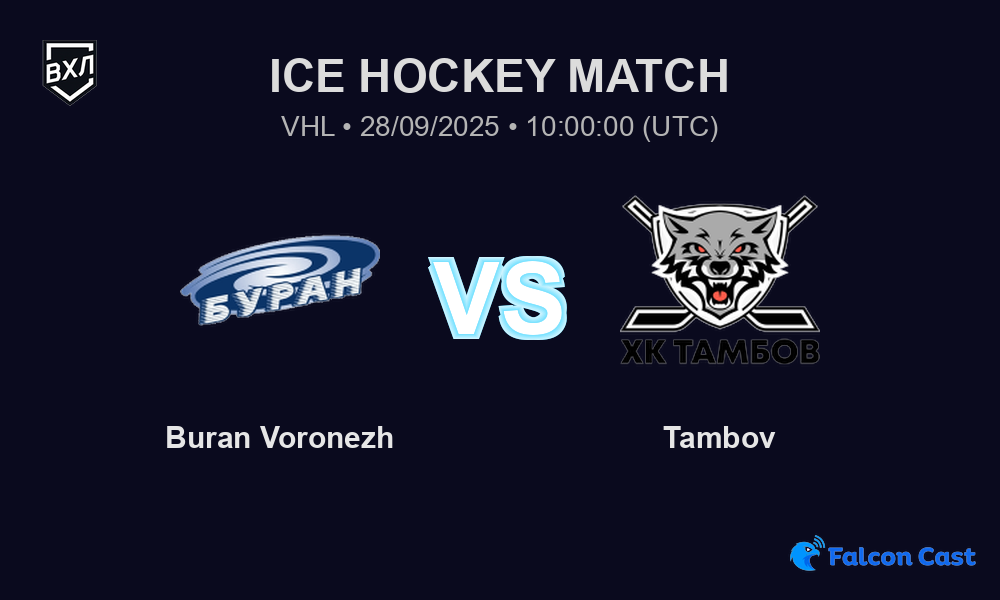 ВХЛ
ICE HOCKEY MATCH
VHL • 28/09/2025 • 10:00:00 (UTC)
БУРАН
VS
ХК ТАМБОВ
Buran Voronezh
Tambov
Falcon Cast